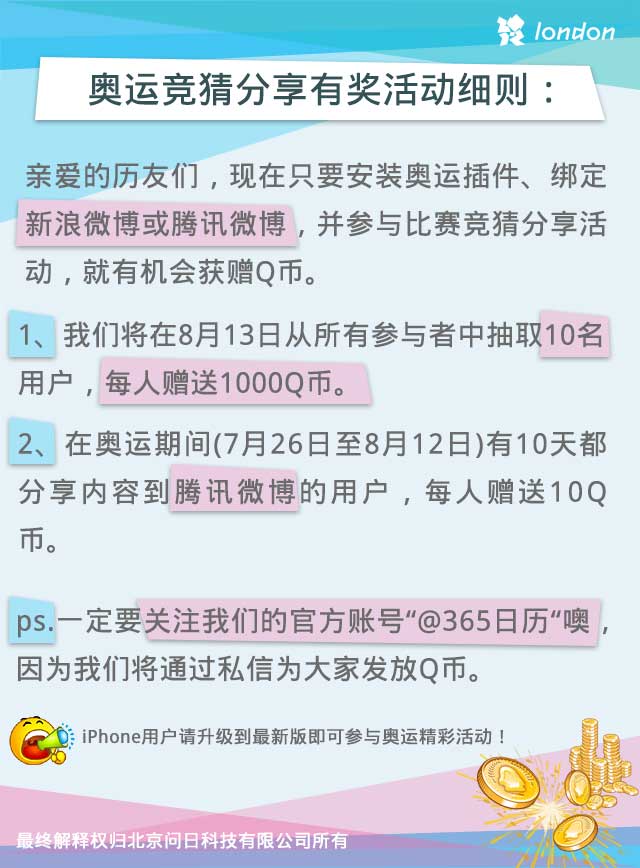 london
奥运竞猜分享有奖活动细则：
亲爱的历友们，现在只要安装奥运插件、绑定
新浪微博或腾讯微博，并参与比赛竞猜分享活
动，就有机会获赠Q币。
1、我们将在8月13日从所有参与者中抽取10名
用户，每人赠送1000Q币。
2、在奥运期间(7月26日至8月12日)有10天都
分享内容到腾讯微博的用户，每人赠送10Q
币。
ps.一定要关注我们的官方账号“@365日历“噢，
因为我们将通过私信为大家发放Q币。
iPhone用户请升级到最新版即可参与奥运精彩活动！
最终解释权归北京问日科技有限公司所有